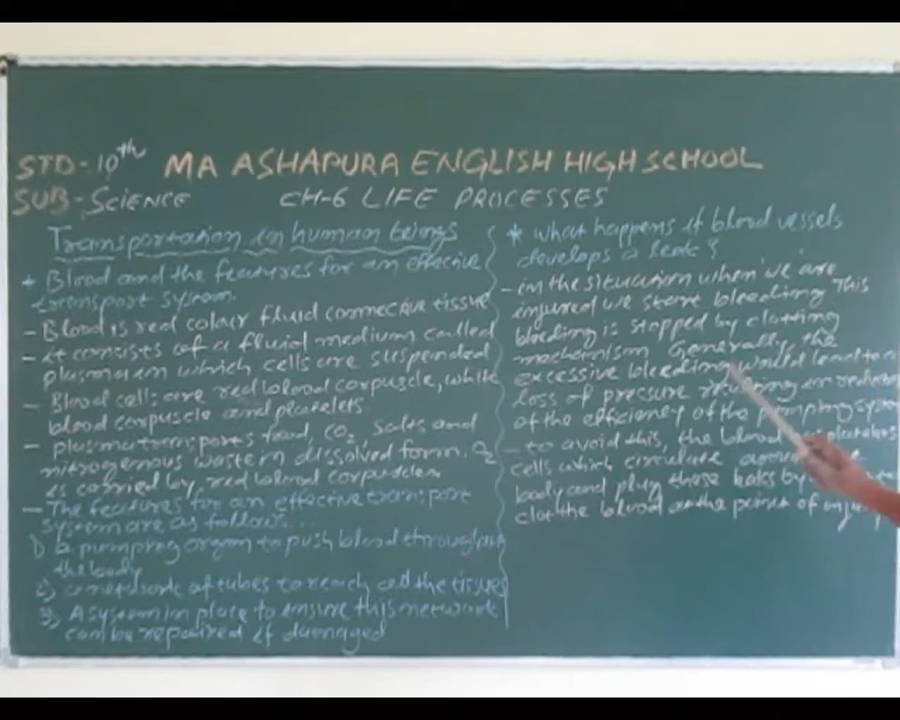 STD-10th MA ASHAPURA ENGLISH HIGH SCHOOL
SUB-Science CH-6 LIFE PROCESSES
Transportation in human beings
* Blood and the features for an effective
transport system.
- Blood is red colour fluid connective tissue
- it consists of a fluid medium called
plasma in which cells are suspended
- Blood cells are red blood corpuscle, white
blood corpuscle and platelets
- plasma transports food, CO2, salts and
nitrogenous waste in dissolved form. O2
is carried by red blood corpuscles
- The features for an effective transport
system are as follows...
1) a pumping organ to push blood through out
the body
2) a network of tubes to reach all the tissues
3) A system in place to ensure this network
can be repaired if damaged
* what happens if blood vessels
develops a leak?
- in the situation when we are
injured we start bleeding This
bleeding is stopped by clotting
mechanism Generally the
excessive bleeding would lead to a
loss of pressure in
of the efficiency of the pumping
- to avoid this, the blood
cells which circulate
body and plug these leaks by
clot the blood at the points of injury